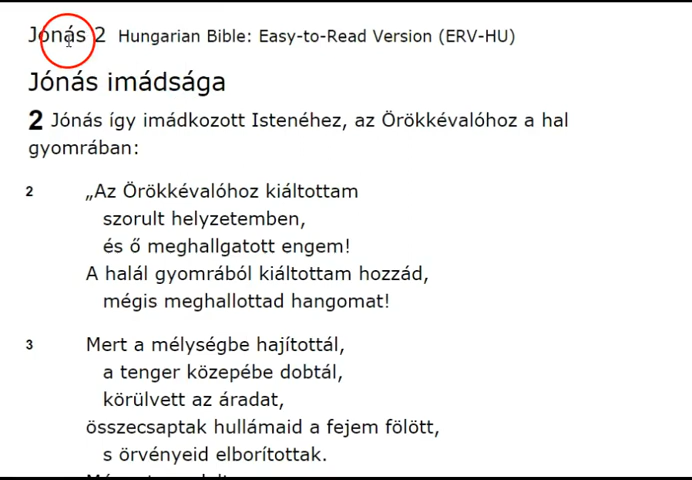 Jónás 2 Hungarian Bible: Easy-to-Read Version (ERV-HU)
Jónás imádsága
2 Jónás így imádkozott Istenéhez, az Örökkévalóhoz a hal
gyomrában:
2 „Az Örökkévalóhoz kiáltottam
szorult helyzetemben,
és ő meghallgatott engem!
A halál gyomrából kiáltottam hozzád,
mégis meghallottad hangomat!
3 Mert a mélységbe hajítottál,
a tenger közepébe dobtál,
körülvett az áradat,
összecsaptak hullámaid a fejem fölött,
s örvényeid elborítottak.